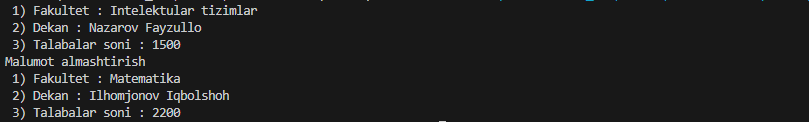 1) Fakultet : Intelektular tizimlar
2) Dekan : Nazarov Fayzullo
3) Talabalar soni : 1500
Malumot almashtirish
1) Fakultet : Matematika
2) Dekan : Ilhomjonov Iqbolshoh
3) Talabalar soni : 2200